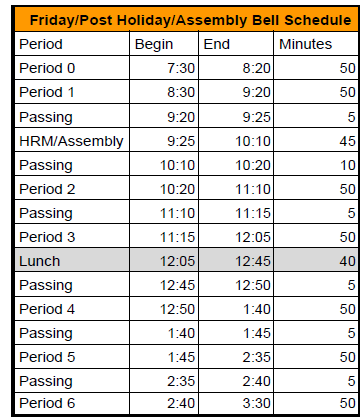 Friday/Post Holiday/Assembly Bell Schedule
Period Begin End Minutes
Period 0 7:30 8:20 50
Period 1 8:30 9:20 50
Passing 9:20 9:25 5
HRM/Assembly 9:25 10:10 45
Passing 10:10 10:20 10
Period 2 10:20 11:10 50
Passing 11:10 11:15 5
Period 3 11:15 12:05 50
Lunch 12:05 12:45 40
Passing 12:45 12:50 5
Period 4 12:50 1:40 50
Passing 1:40 1:45 5
Period 5 1:45 2:35 50
Passing 2:35 2:40 5
Period 6 2:40 3:30 50